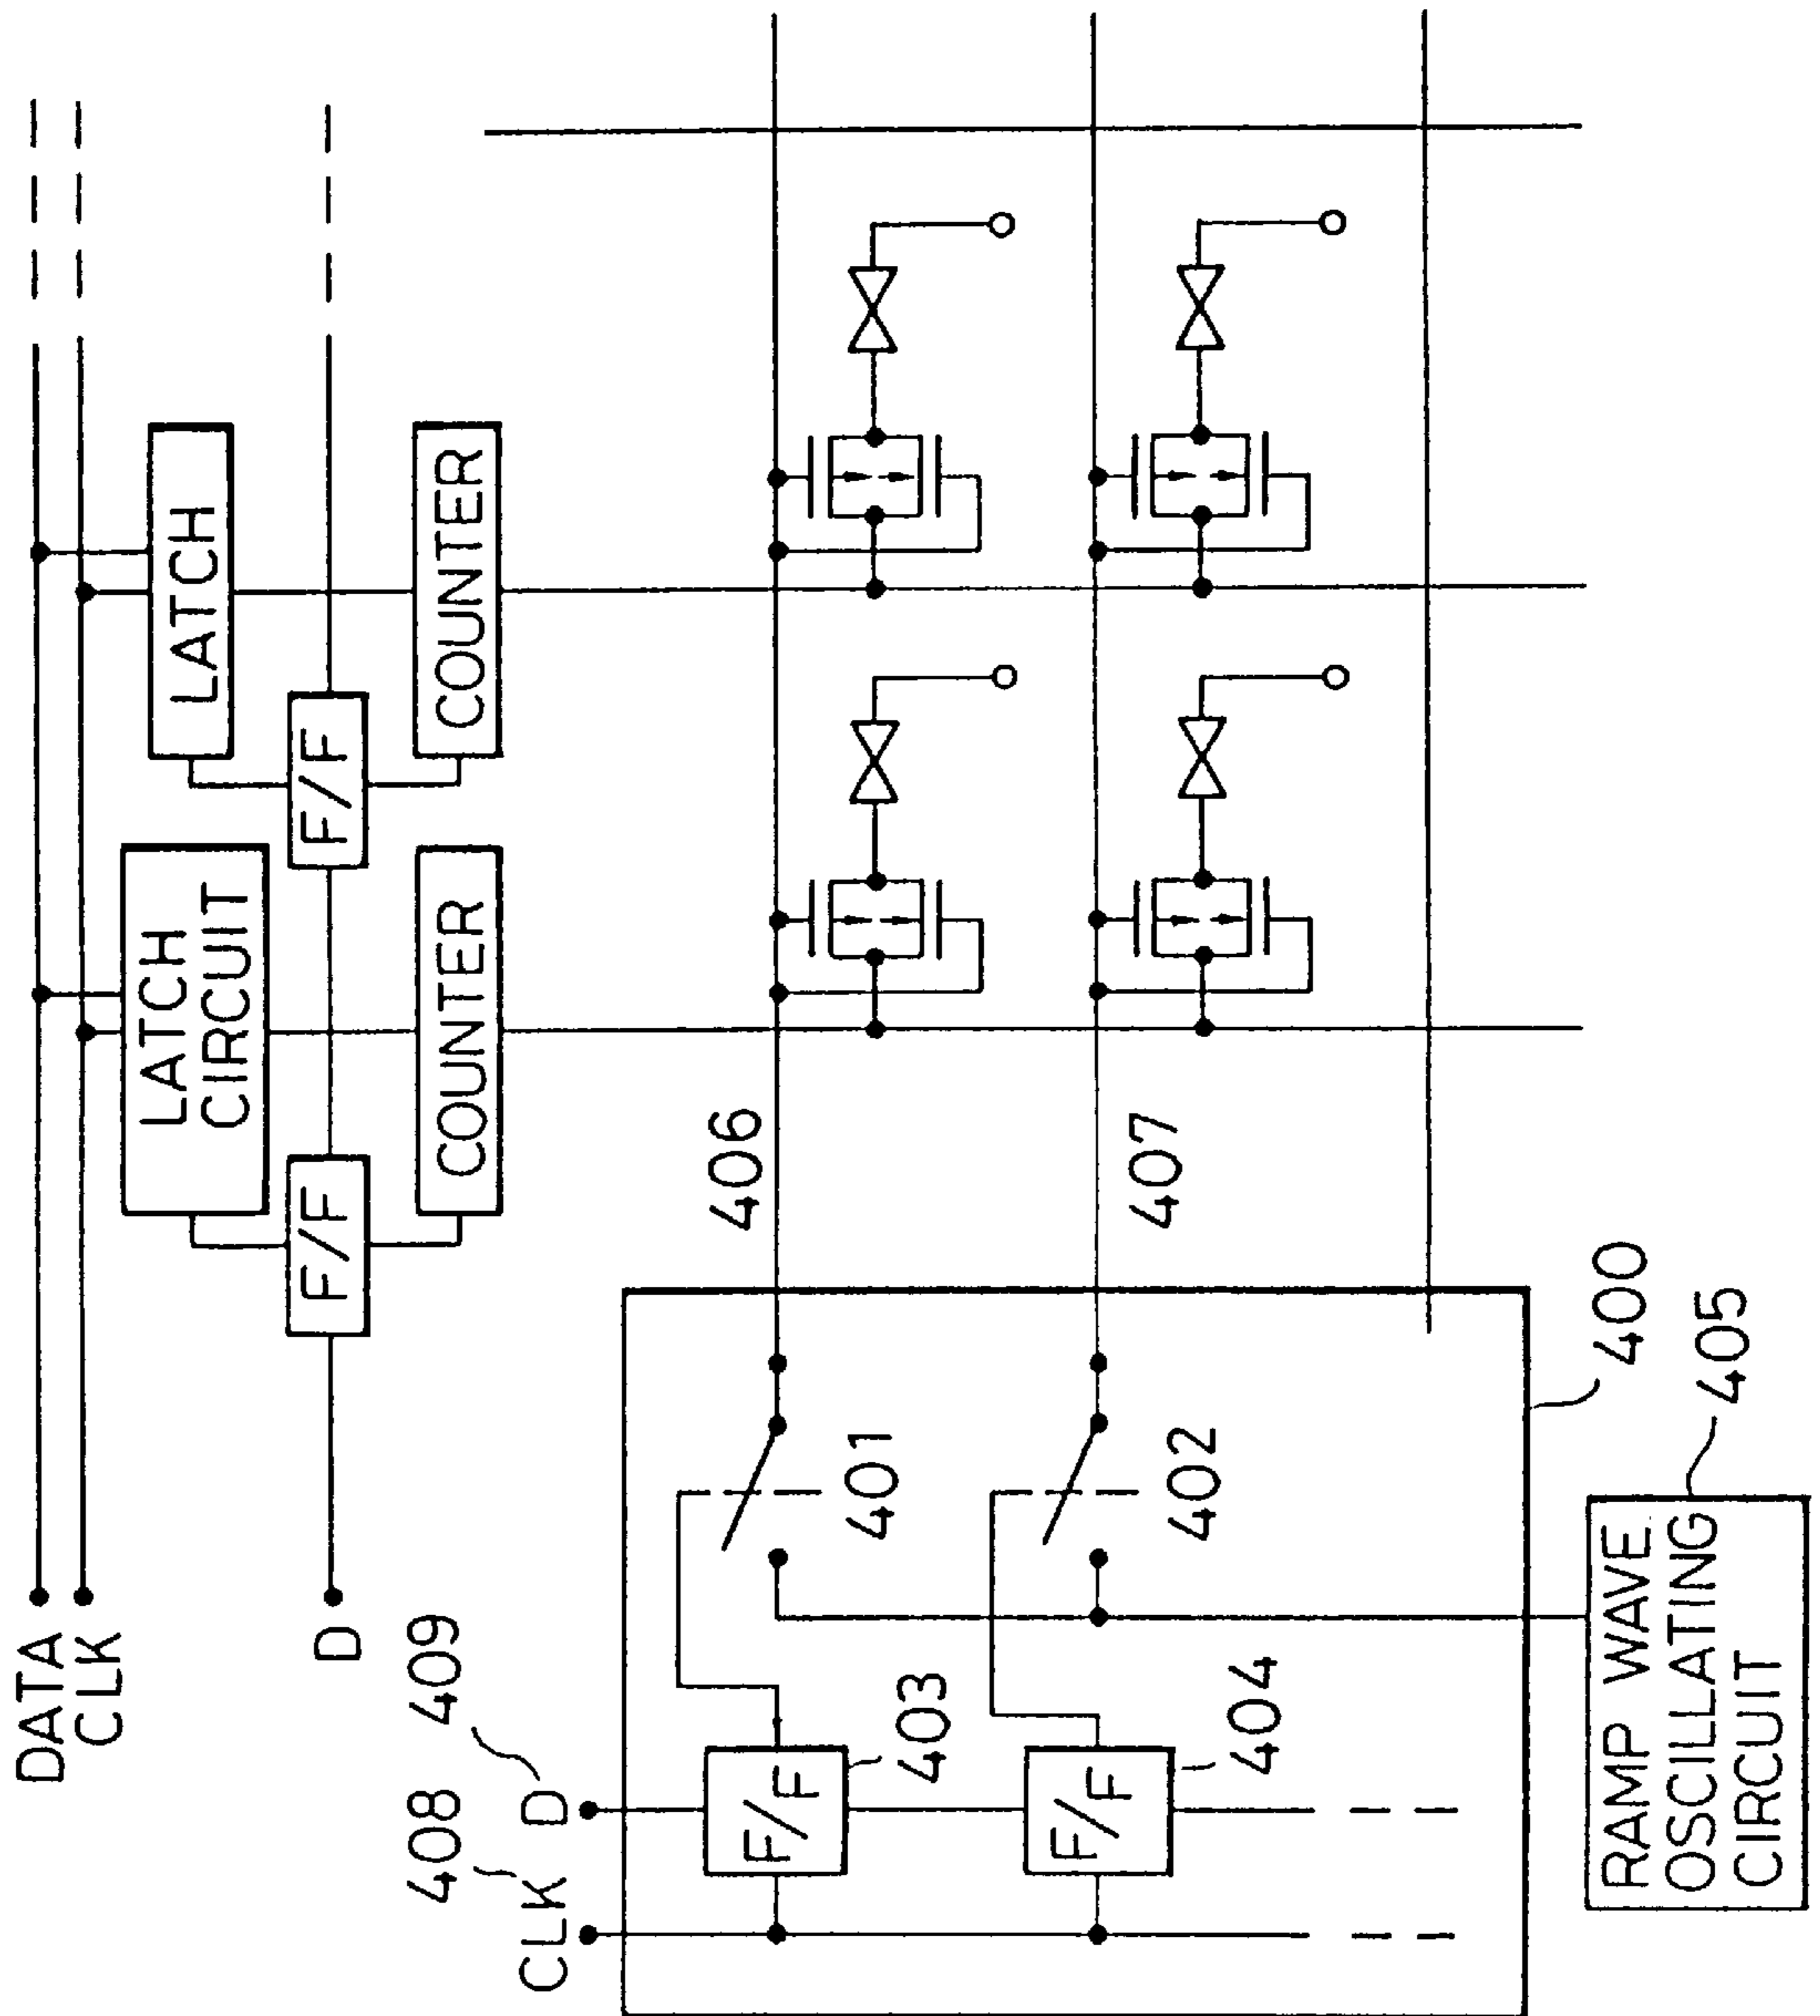 DATA
CLK
D
LATCH
CIRCUIT
LATCH
F/F
F/F
COUNTER
COUNTER
406
407
408
409
CLK
D
F/F
403
F/F
404
401
402
400
405
RAMP WAVE
OSCILLATING
CIRCUIT